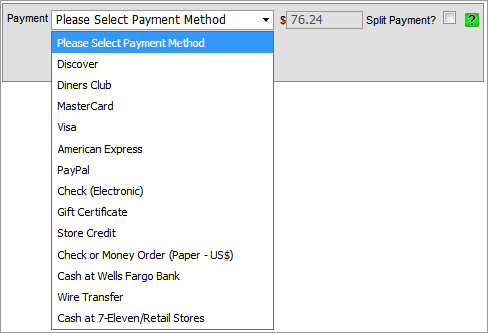 Payment Please Select Payment Method $ 76.24 Split Payment? ?
Please Select Payment Method
Discover
Diners Club
MasterCard
Visa
American Express
PayPal
Check (Electronic)
Gift Certificate
Store Credit
Check or Money Order (Paper - US$)
Cash at Wells Fargo Bank
Wire Transfer
Cash at 7-Eleven/Retail Stores